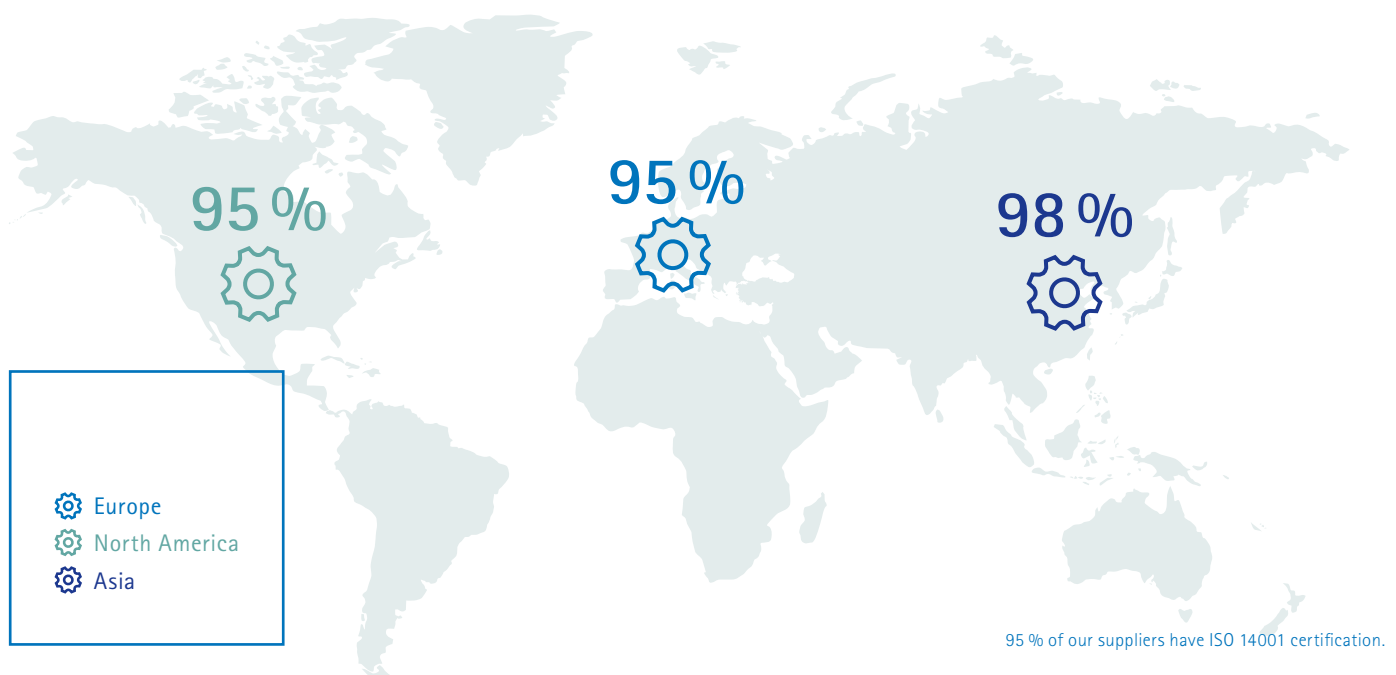 95 %
95 %
98 %
Europe
North America
Asia
95 % of our suppliers have ISO 14001 certification.